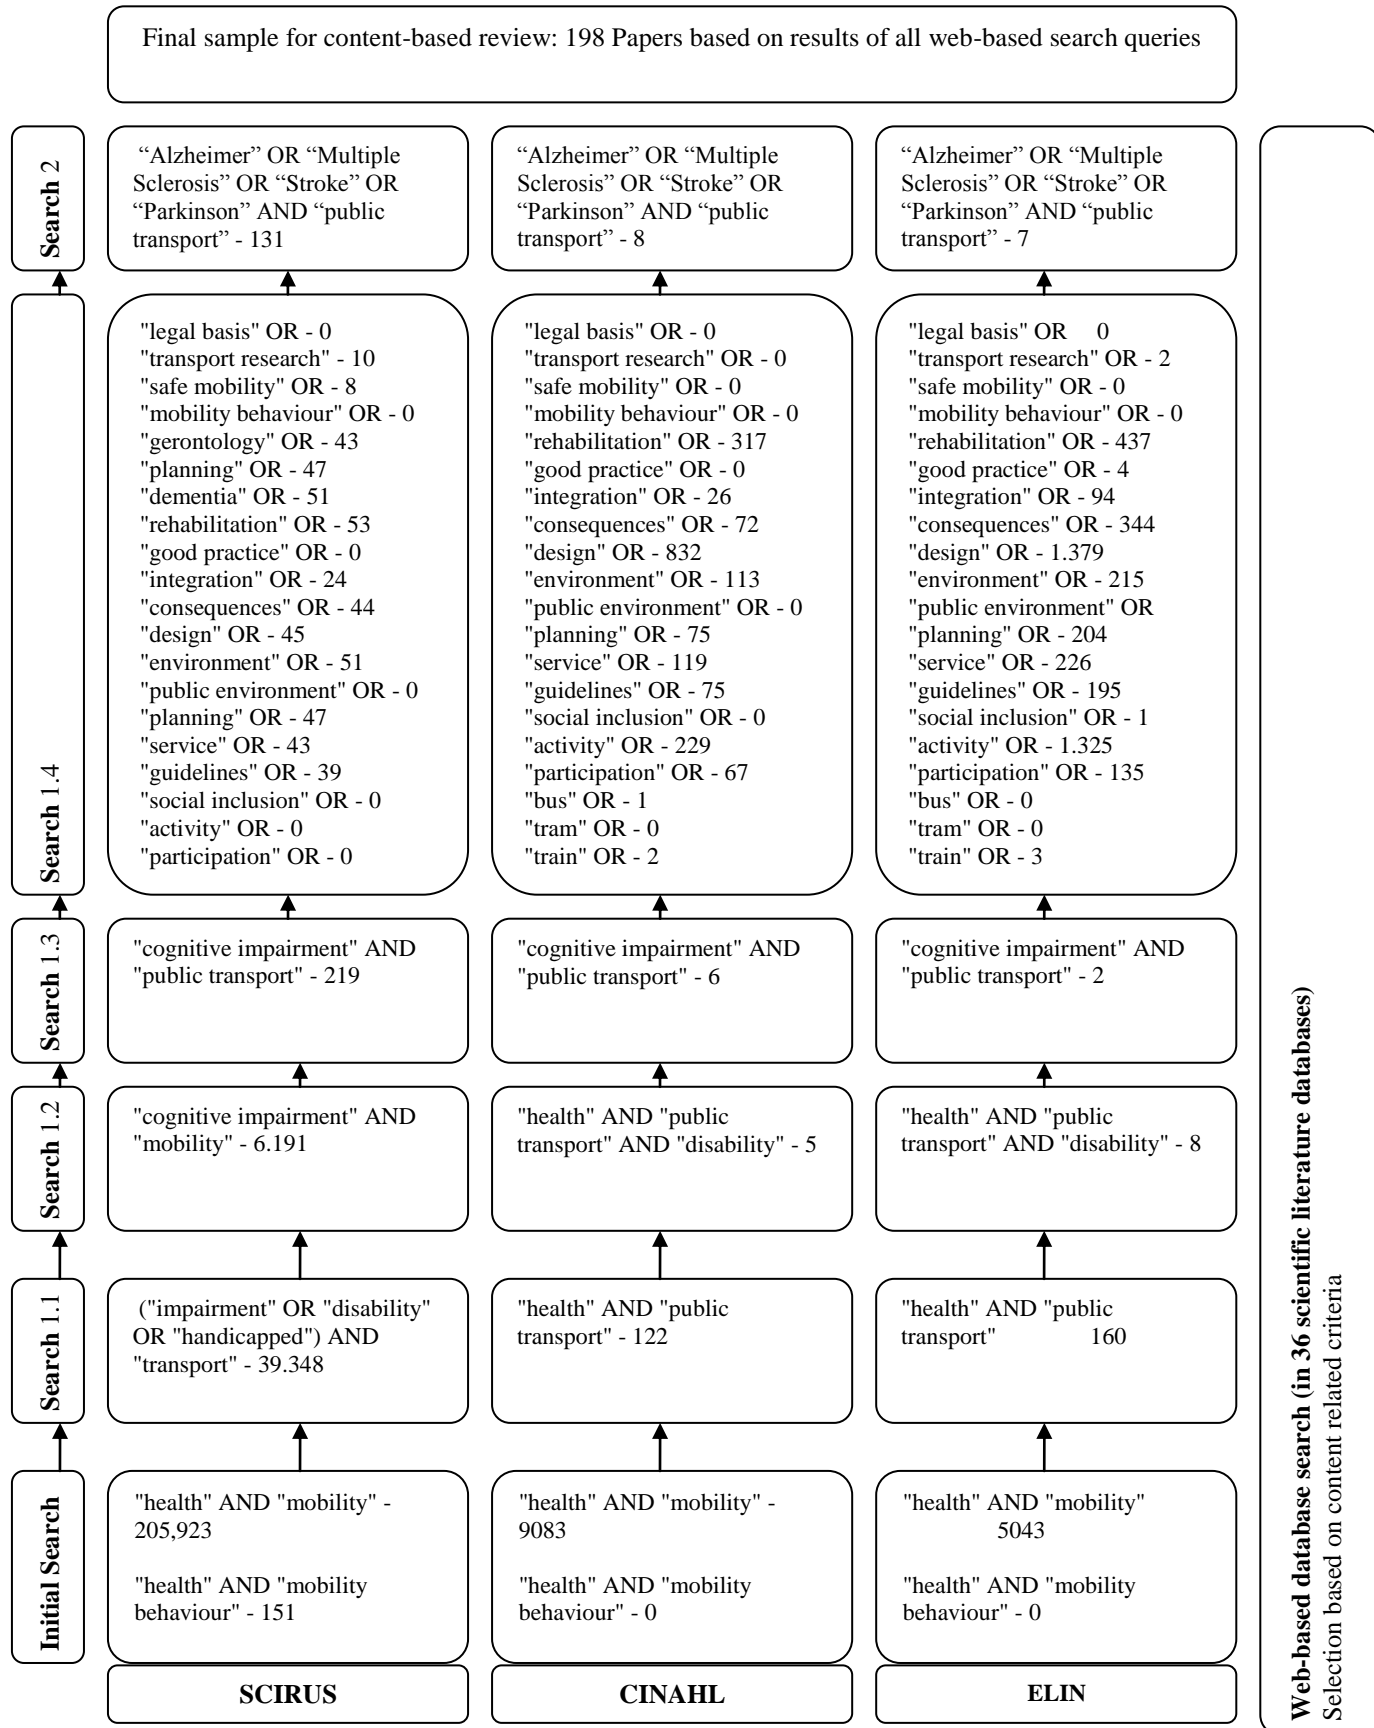 Final sample for content-based review: 198 Papers based on results of all web-based search queries
Search 2
“Alzheimer” OR “Multiple
Sclerosis” OR “Stroke” OR
“Parkinson” AND “public
transport” - 131
“Alzheimer” OR “Multiple
Sclerosis” OR “Stroke” OR
“Parkinson” AND “public
transport” - 8
“Alzheimer” OR “Multiple
Sclerosis” OR “Stroke” OR
“Parkinson” AND “public
transport” - 7
Search 1.4
"legal basis" OR - 0
"transport research" - 10
"safe mobility" OR - 8
"mobility behaviour" OR - 0
"gerontology" OR - 43
"planning" OR - 47
"dementia" OR - 51
"rehabilitation" OR - 53
"good practice" OR - 0
"integration" OR - 24
"consequences" OR - 44
"design" OR - 45
"environment" OR - 51
"public environment" OR - 0
"planning" OR - 47
"service" OR - 43
"guidelines" OR - 39
"social inclusion" OR - 0
"activity" OR - 0
"participation" OR - 0
"legal basis" OR - 0
"transport research" OR - 0
"safe mobility" OR - 0
"mobility behaviour" OR - 0
"rehabilitation" OR - 317
"good practice" OR - 0
"integration" OR - 26
"consequences" OR - 72
"design" OR - 832
"environment" OR - 113
"public environment" OR - 0
"planning" OR - 75
"service" OR - 119
"guidelines" OR - 75
"social inclusion" OR - 0
"activity" OR - 229
"participation" OR - 67
"bus" OR - 1
"tram" OR - 0
"train" OR - 2
"legal basis" OR 0
"transport research" OR - 2
"safe mobility" OR - 0
"mobility behaviour" OR - 0
"rehabilitation" OR - 437
"good practice" OR - 4
"integration" OR - 94
"consequences" OR - 344
"design" OR - 1.379
"environment" OR - 215
"public environment" OR
"planning" OR - 204
"service" OR - 226
"guidelines" OR - 195
"social inclusion" OR - 1
"activity" OR - 1.325
"participation" OR - 135
"bus" OR - 0
"tram" OR - 0
"train" OR - 3
Search 1.3
"cognitive impairment" AND
"public transport" - 219
"cognitive impairment" AND
"public transport" - 6
"cognitive impairment" AND
"public transport" - 2
Search 1.2
"cognitive impairment" AND
"mobility" - 6.191
"health" AND "public
transport" AND "disability" - 5
"health" AND "public
transport" AND "disability" - 8
Search 1.1
("impairment" OR "disability"
OR "handicapped") AND
"transport" - 39.348
"health" AND "public
transport" - 122
"health" AND "public
transport" 160
Initial Search
"health" AND "mobility" -
205,923
"health" AND "mobility
behaviour" - 151
"health" AND "mobility" -
9083
"health" AND "mobility
behaviour" - 0
"health" AND "mobility"
5043
"health" AND "mobility
behaviour" - 0
SCIRUS
CINAHL
ELIN
Web-based database search (in 36 scientific literature databases)
Selection based on content related criteria